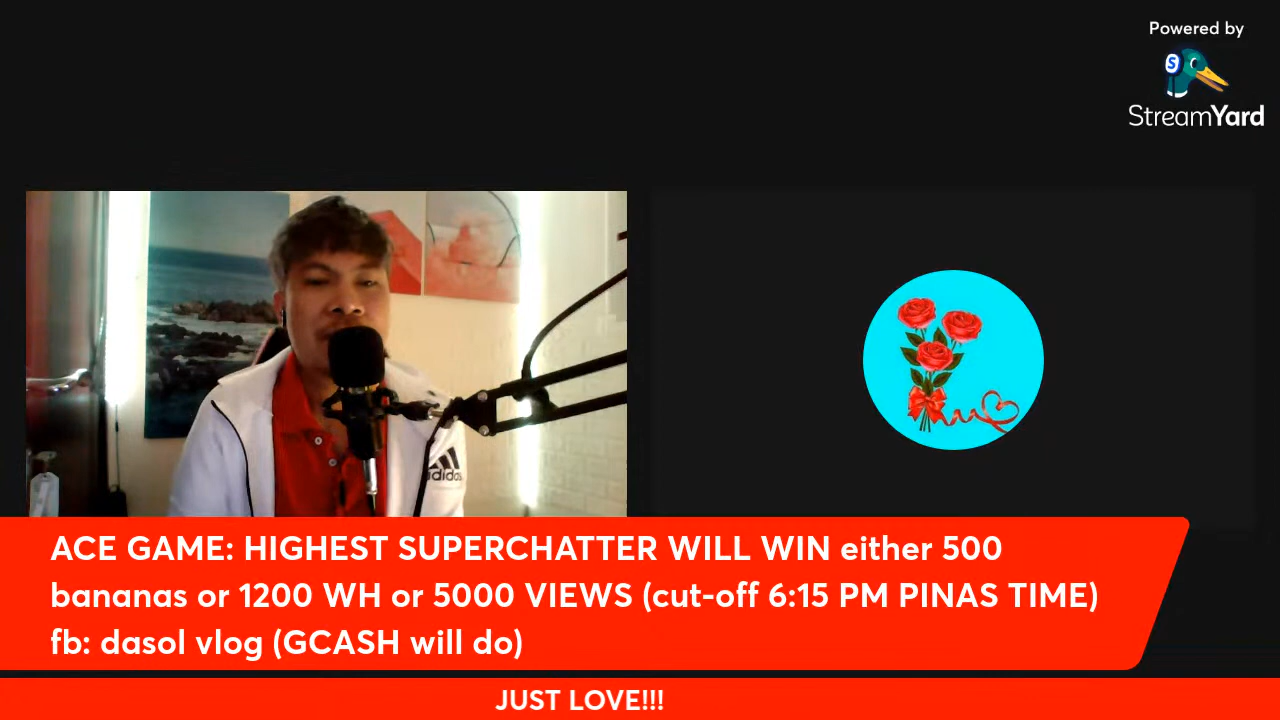 Powered by
S
StreamYard
adidas
ACE GAME: HIGHEST SUPERCHATTER WILL WIN either 500
bananas or 1200 WH or 5000 VIEWS (cut-off 6:15 PM PINAS TIME)
fb: dasol vlog (GCASH will do)
JUST LOVE!!!